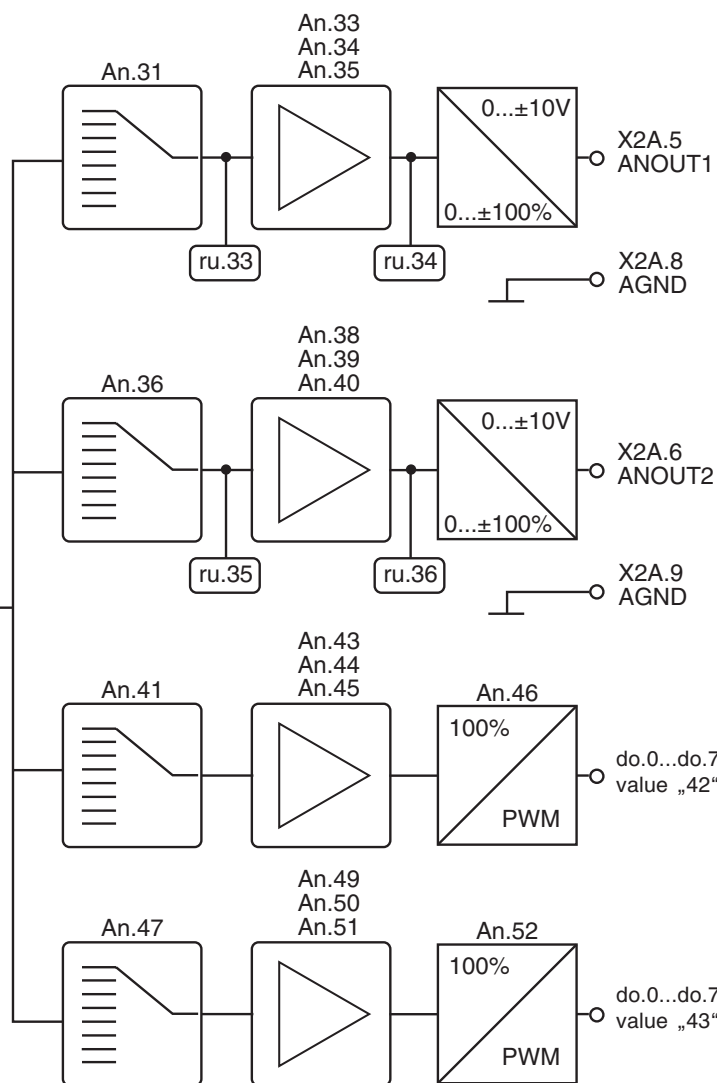 An.33
An.34
An.31
An.35
0...±10V
X2A.5
ANOUT1
0...±100%
ru.33
ru.34
X2A.8
AGND
An.38
An.39
An.36
An.40
0...±10V
X2A.6
ANOUT2
0...±100%
ru.35
ru.36
X2A.9
AGND
An.43
An.44
An.41
An.45
An.46
100%
do.0...do.7
value „42“
PWM
An.49
An.50
An.47
An.51
An.52
100%
do.0...do.7
value „43“
PWM